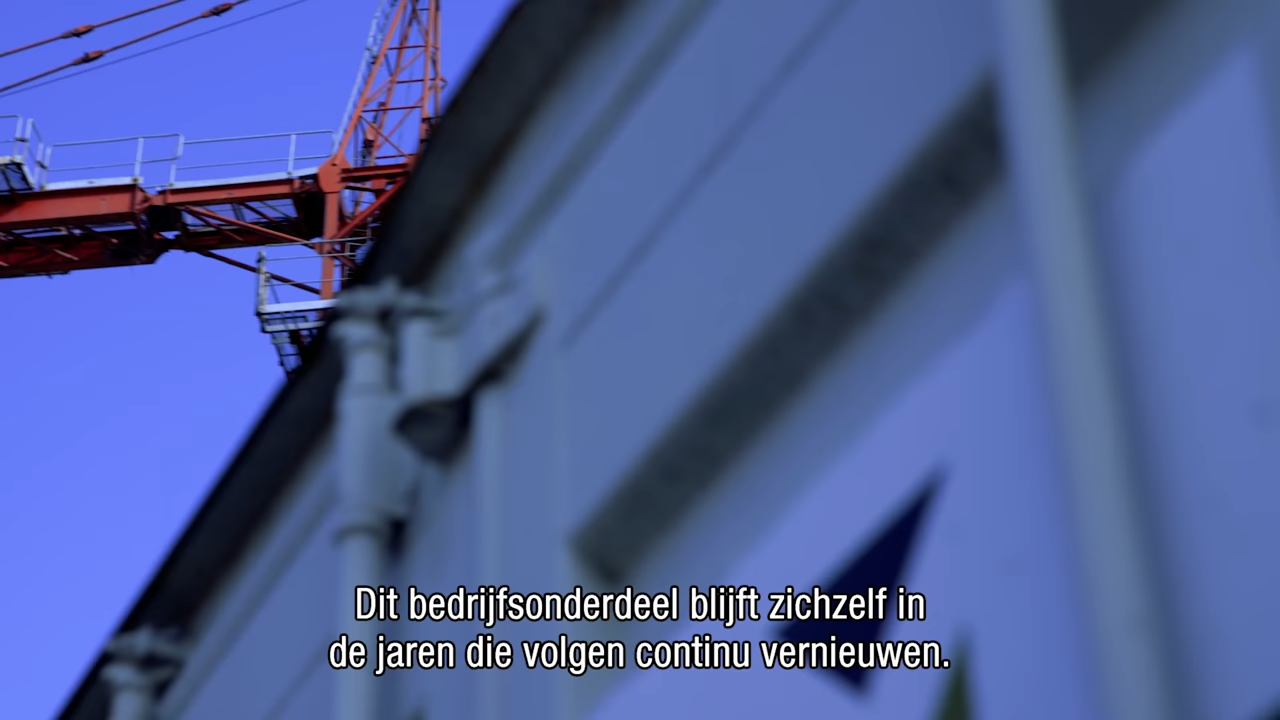 Dit bedrijfsonderdeel blijft zichzelf in
de jaren die volgen continu vernieuwen.